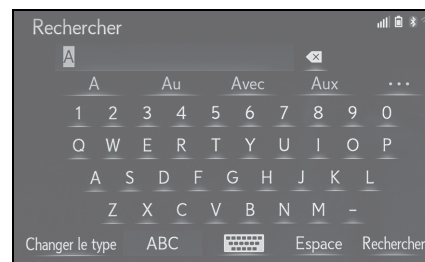 Rechercher
A
A Au Avec Aux ...
1 2 3 4 5 6 7 8 9 0
Q W E R T Y U I O P
A S D F G H J K L
Z X C V B N M -
Changer le type ABC Espace Rechercher